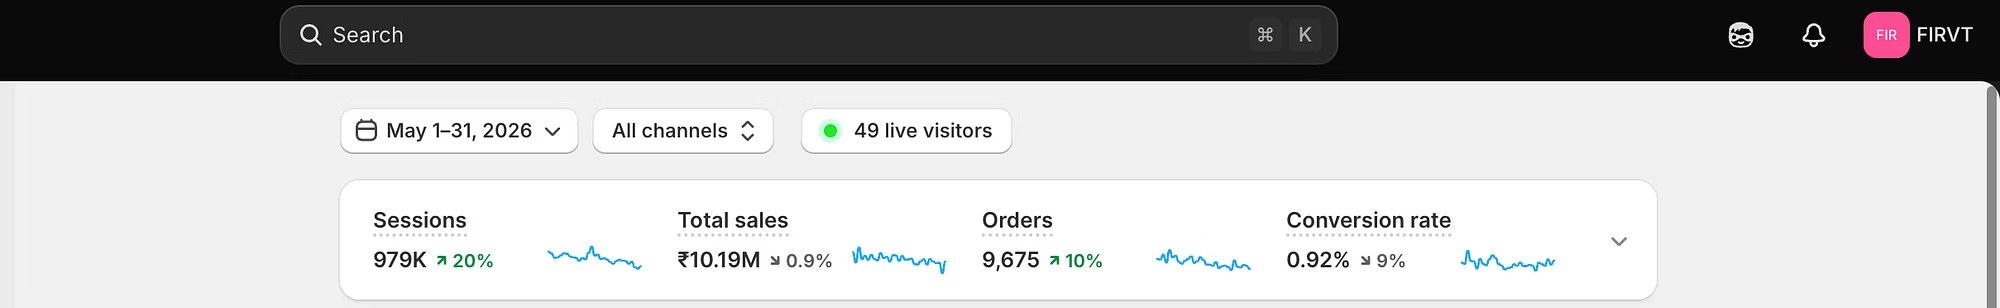 Search ⌘ K FIR FIRVT
May 1–31, 2026 All channels 49 live visitors
Sessions Total sales Orders Conversion rate
979K 20% ₹10.19M 0.9% 9,675 10% 0.92% 9%